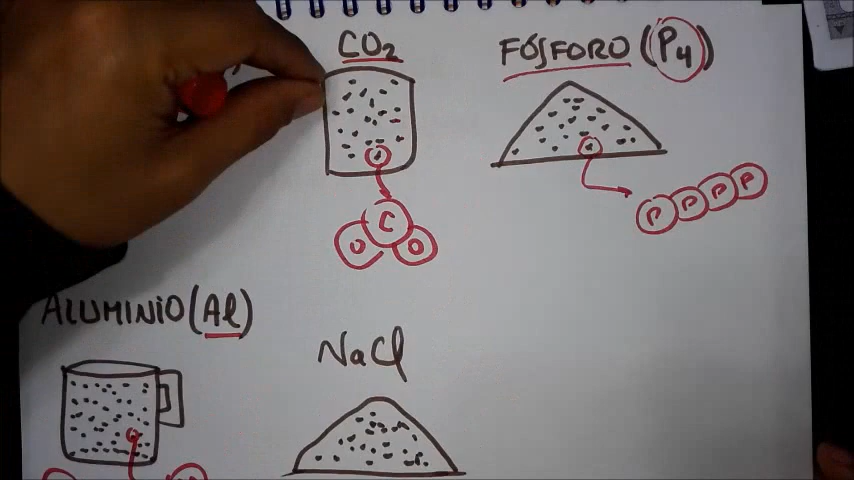 CO2
FÓSFORO (P4)
C
O O
P P P P
ALUMINIO (Al)
NaCl